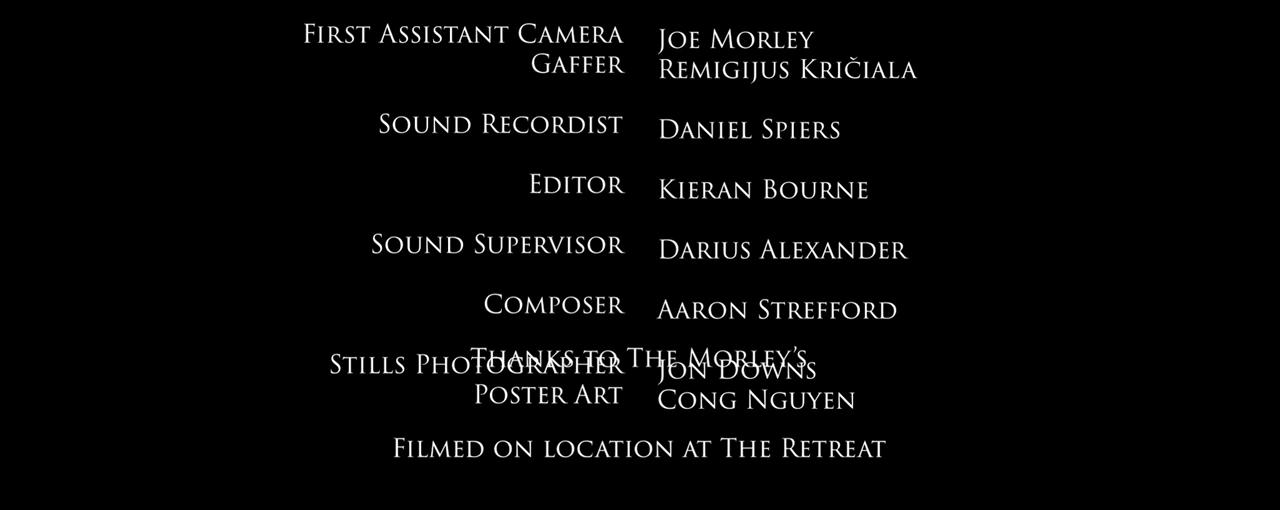 First Assistant Camera Joe Morley
Gaffer Remigijus Kričiala
Sound Recordist Daniel Spiers
Editor Kieran Bourne
Sound Supervisor Darius Alexander
Composer Aaron Strefford
Thanks to The Morley's
Stills Photographer Jon Downs
Poster Art Cong Nguyen
Filmed on location at The Retreat